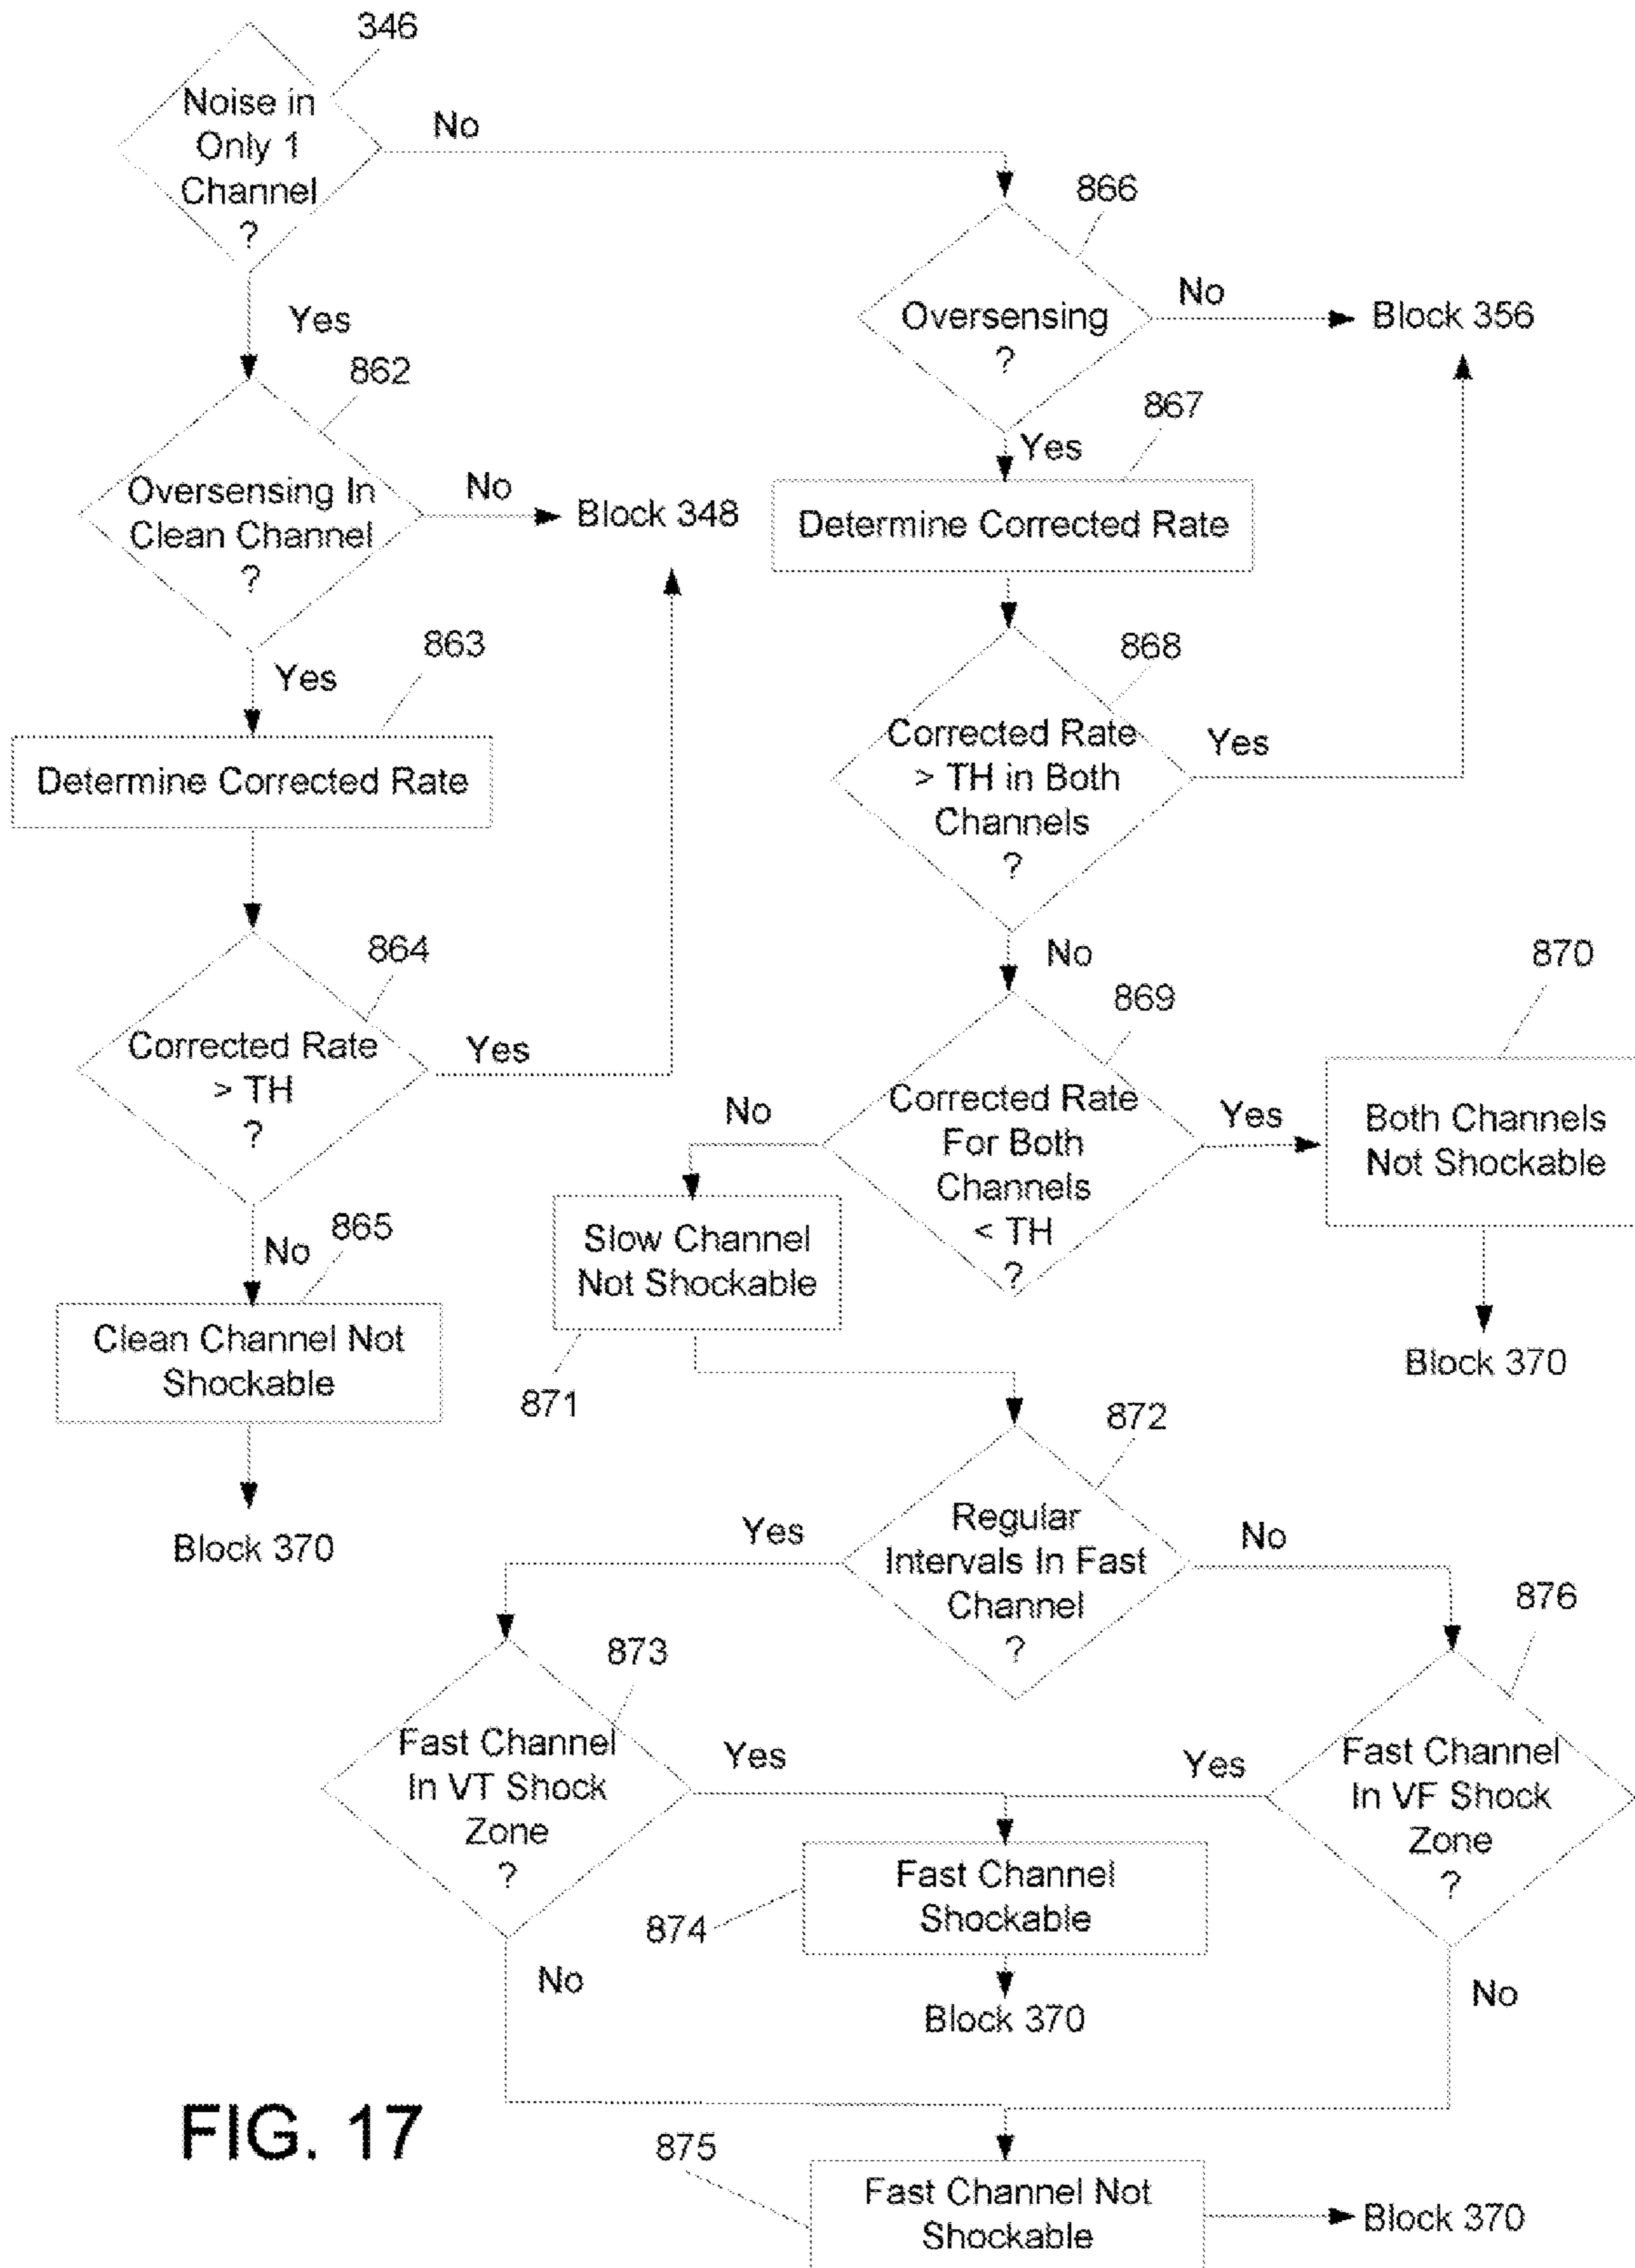 346
Noise in
Only 1
Channel
?
No
Yes
866
Oversensing
?
No
Block 356
Yes
862
Oversensing In
Clean Channel
?
No
Block 348
Yes
867
Determine Corrected Rate
863
Determine Corrected Rate
868
Corrected Rate
> TH in Both
Channels
?
Yes
No
864
Corrected Rate
> TH
?
Yes
No
865
Clean Channel Not
Shockable
Block 370
869
Corrected Rate
For Both
Channels
< TH
?
No
Yes
870
Both Channels
Not Shockable
Block 370
Slow Channel
Not Shockable
871
872
Regular
Intervals In Fast
Channel
?
Yes
No
873
Fast Channel
In VT Shock
Zone
?
Yes
No
876
Fast Channel
In VF Shock
Zone
?
Yes
No
Fast Channel
Shockable
874
Block 370
FIG. 17
875
Fast Channel Not
Shockable
Block 370